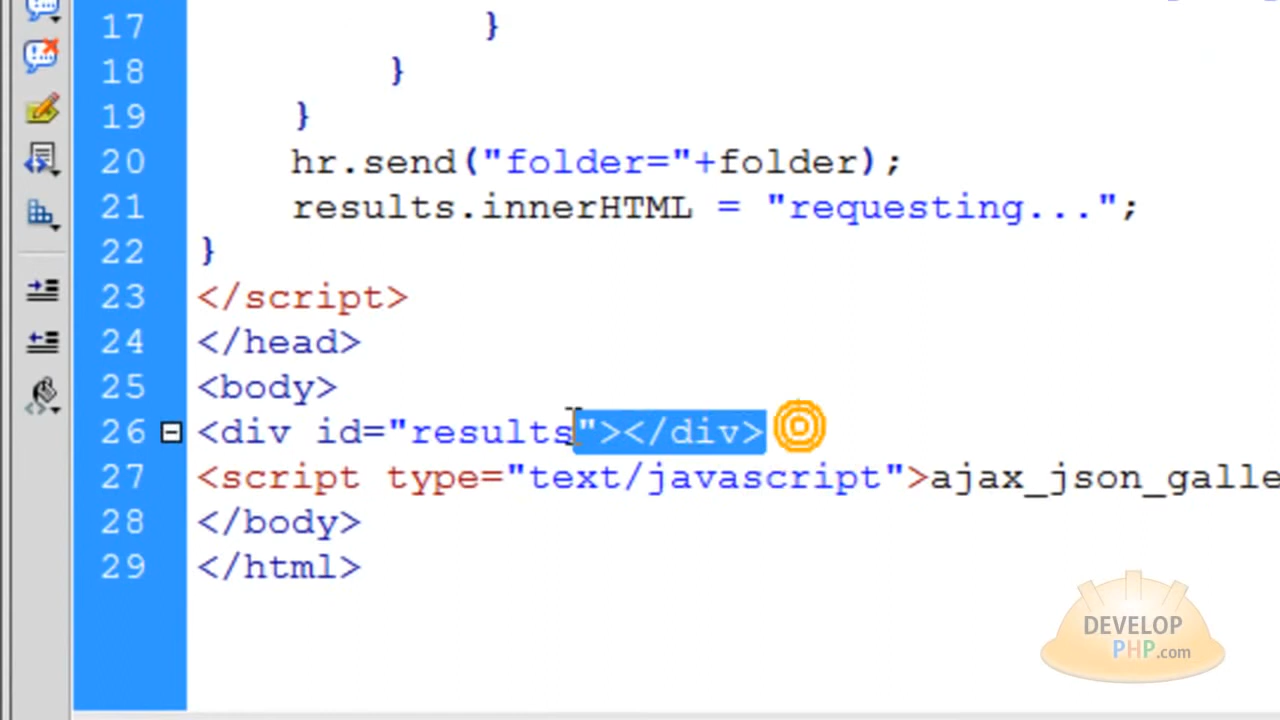 17 }
18 }
19 }
20 hr.send("folder="+folder);
21 results.innerHTML = "requesting...";
22 }
23 </script>
24 </head>
25 <body>
26 <div id="results"></div>
27 <script type="text/javascript">ajax_json_galle
28 </body>
29 </html>
DEVELOP
PHP.com